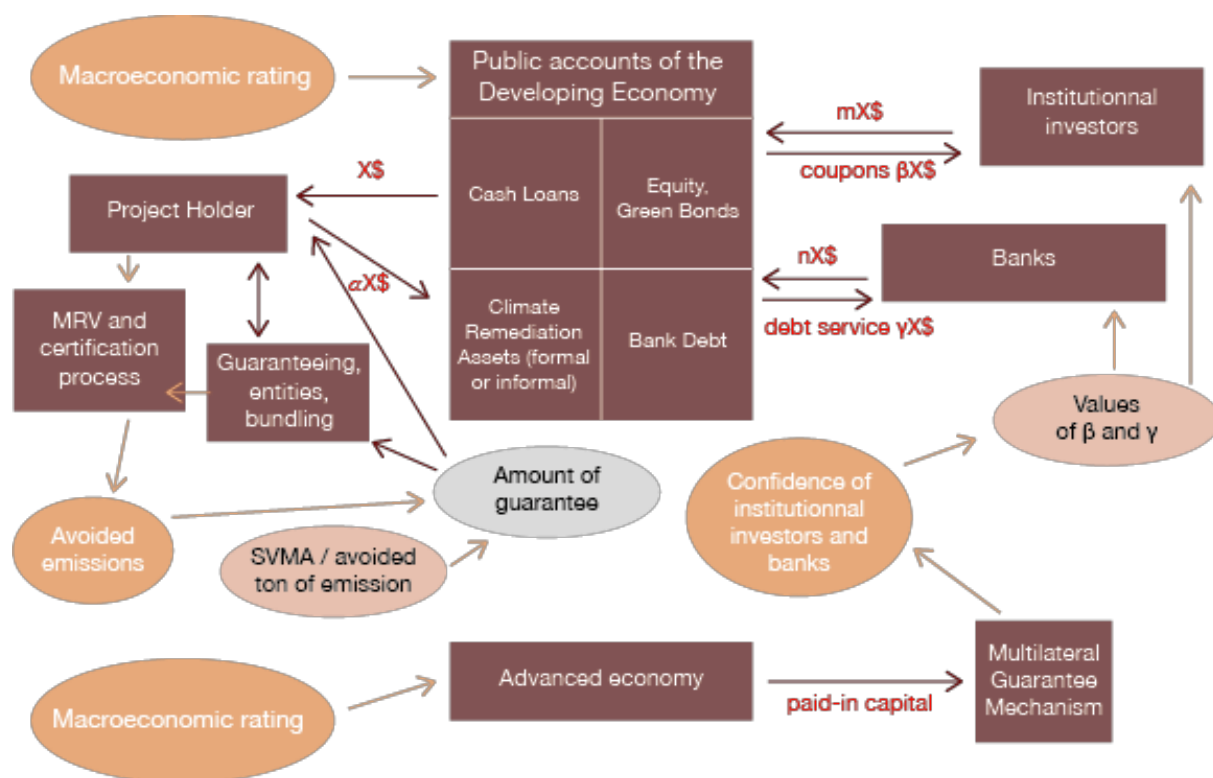 Macroeconomic rating
Public accounts of the
Developing Economy
Institutionnal
investors
mX$
coupons βX$
X$
Cash Loans
Equity,
Green Bonds
Project Holder
αX$
nX$
Banks
debt service γX$
MRV and
certification
process
Climate
Remediation
Assets (formal
or informal)
Bank Debt
Guaranteeing,
entities,
bundling
Values
of β and γ
Amount of
guarantee
Confidence of
institutionnal
investors and
banks
Avoided
emissions
SVMA / avoided
ton of emission
Advanced economy
paid-in capital
Multilateral
Guarantee
Mechanism
Macroeconomic rating